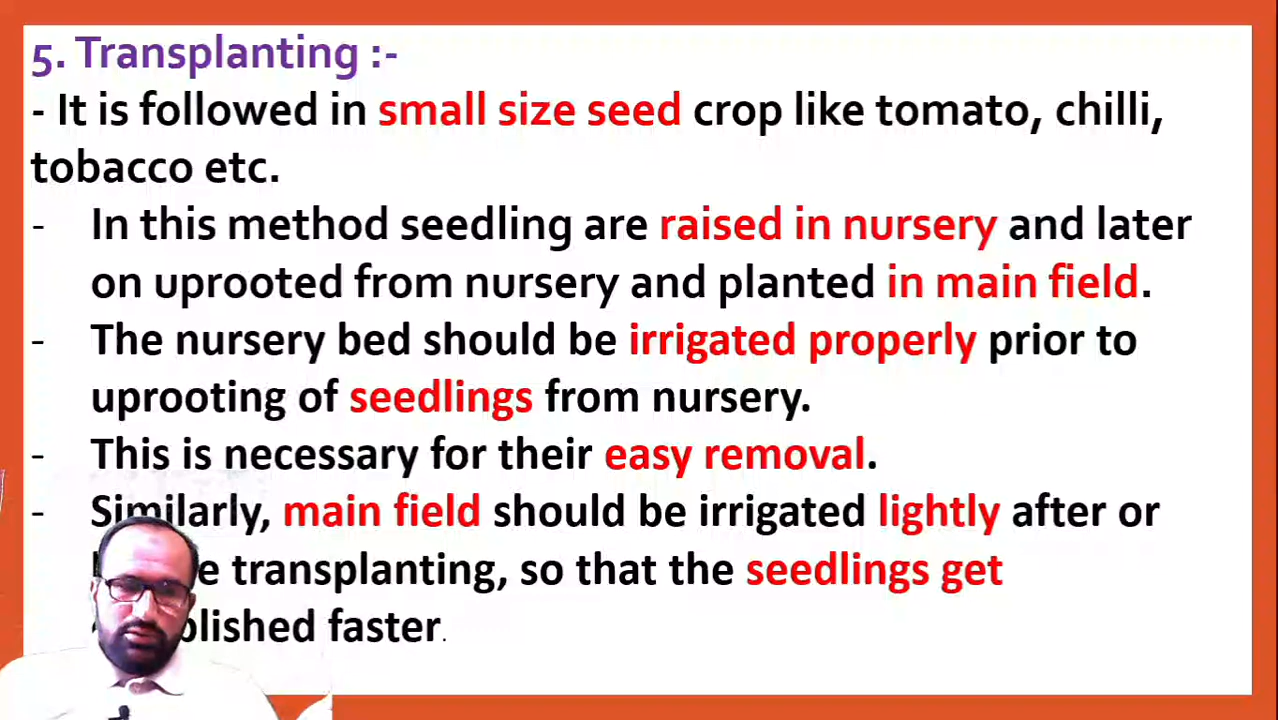 5. Transplanting :-
- It is followed in small size seed crop like tomato, chilli,
tobacco etc.
- In this method seedling are raised in nursery and later
on uprooted from nursery and planted in main field.
- The nursery bed should be irrigated properly prior to
uprooting of seedlings from nursery.
- This is necessary for their easy removal.
- Similarly, main field should be irrigated lightly after or
transplanting, so that the seedlings get
faster.